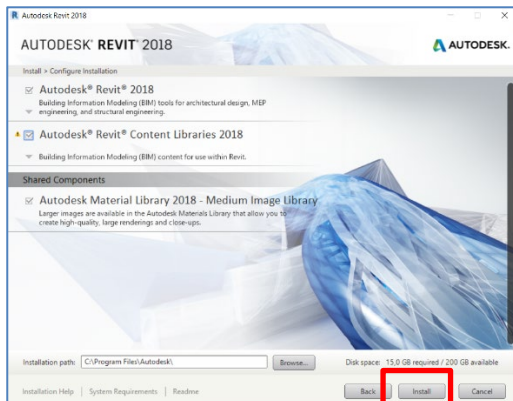 Autodesk Revit 2018
AUTODESK® REVIT® 2018
AUTODESK.
Install > Configure Installation
Autodesk® Revit® 2018
Building Information Modeling (BIM) tools for architectural design, MEP
engineering, and structural engineering.
Autodesk® Revit® Content Libraries 2018
Building Information Modeling (BIM) content for use within Revit.
Shared Components
Autodesk Material Library 2018 - Medium Image Library
Larger images are available in the Autodesk Materials Library that allow you to
create high-quality, large renderings and close-ups.
Installation path: C:\Program Files\Autodesk\ Browse... Disk space: 15,0 GB required / 200 GB available
Installation Help | System Requirements | Readme Back Install Cancel